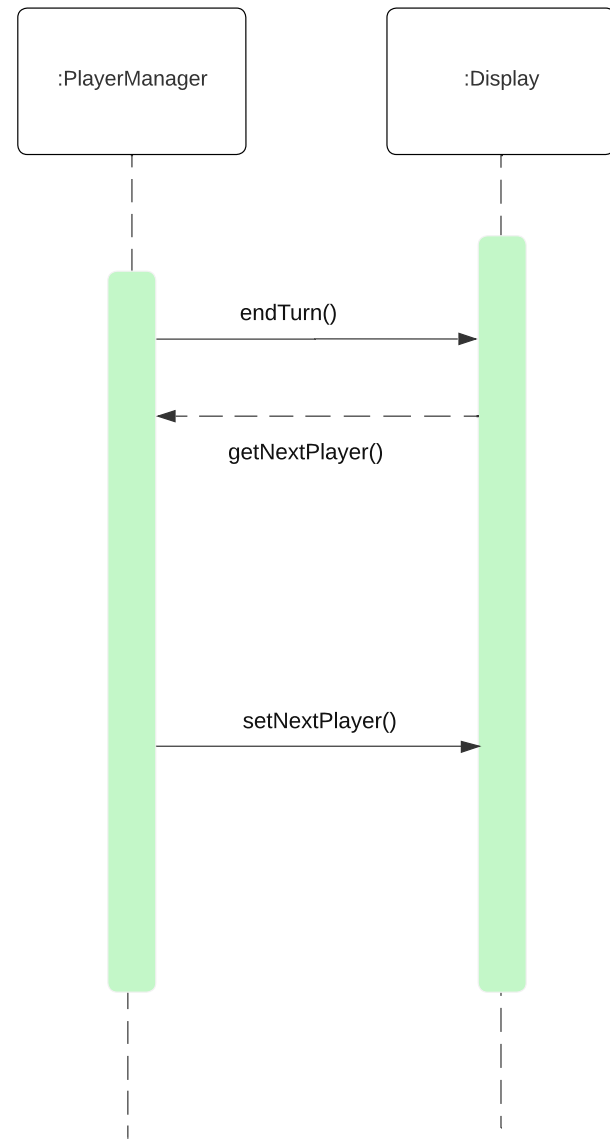 :PlayerManager
:Display
endTurn()
getNextPlayer()
setNextPlayer()